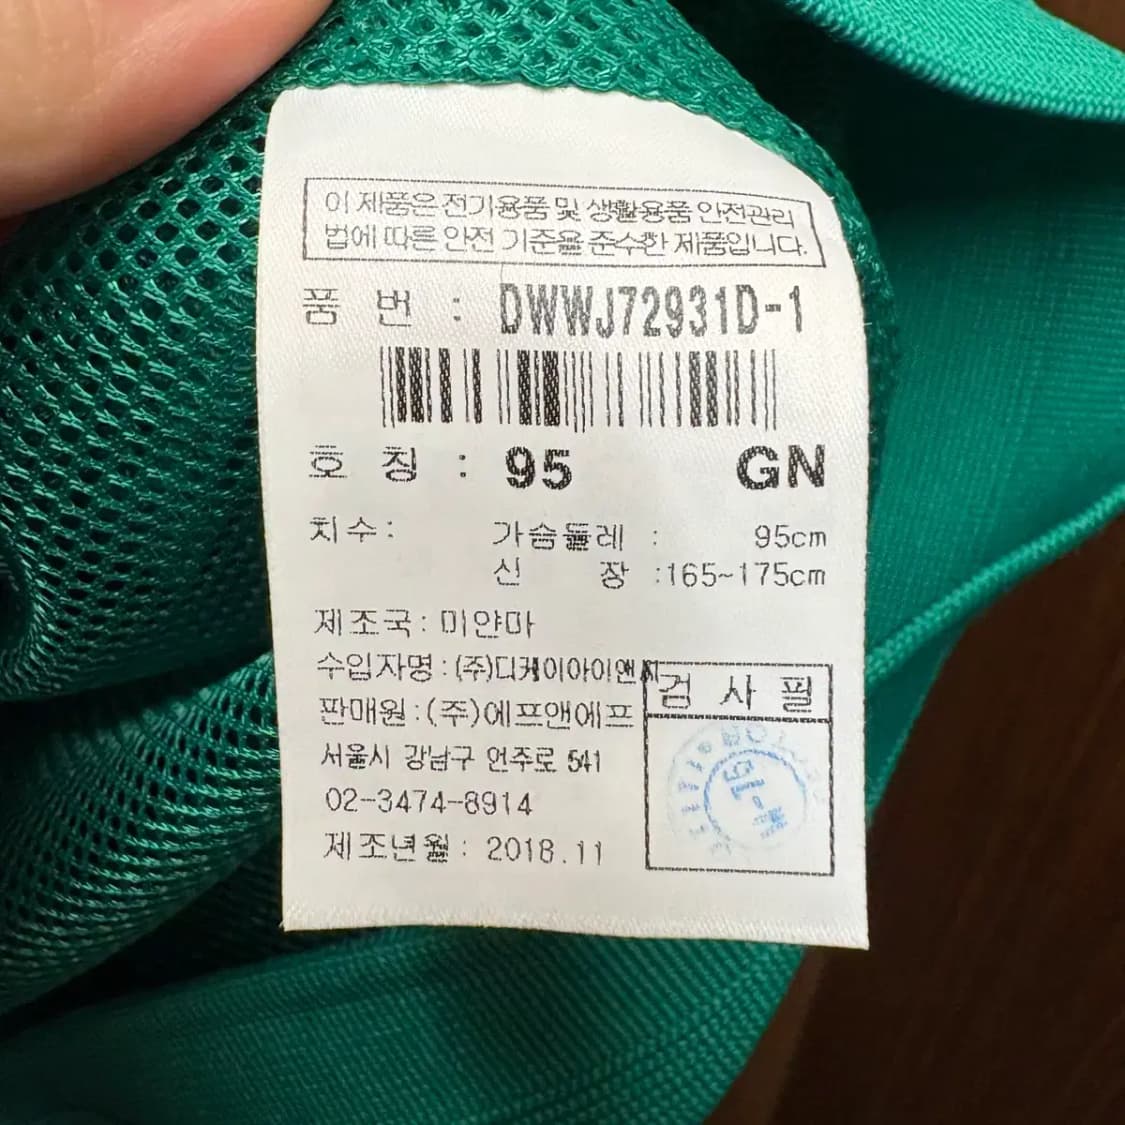 이 제품은 전기용품 및 생활용품 안전관리
법에 따른 안전 기준을 준수한 제품입니다.
품 번 : DWWJ72931D-1
호 칭 : 95 GN
치수: 가슴둘레 : 95cm
신 장 :165~175cm
제조국: 미얀마
수입자명:(주)디케이아이앤지
판매원:(주)에프앤에프
검 사 필
서울시 강남구 언주로 541
02-3474-8914
제조년월: 2018.11